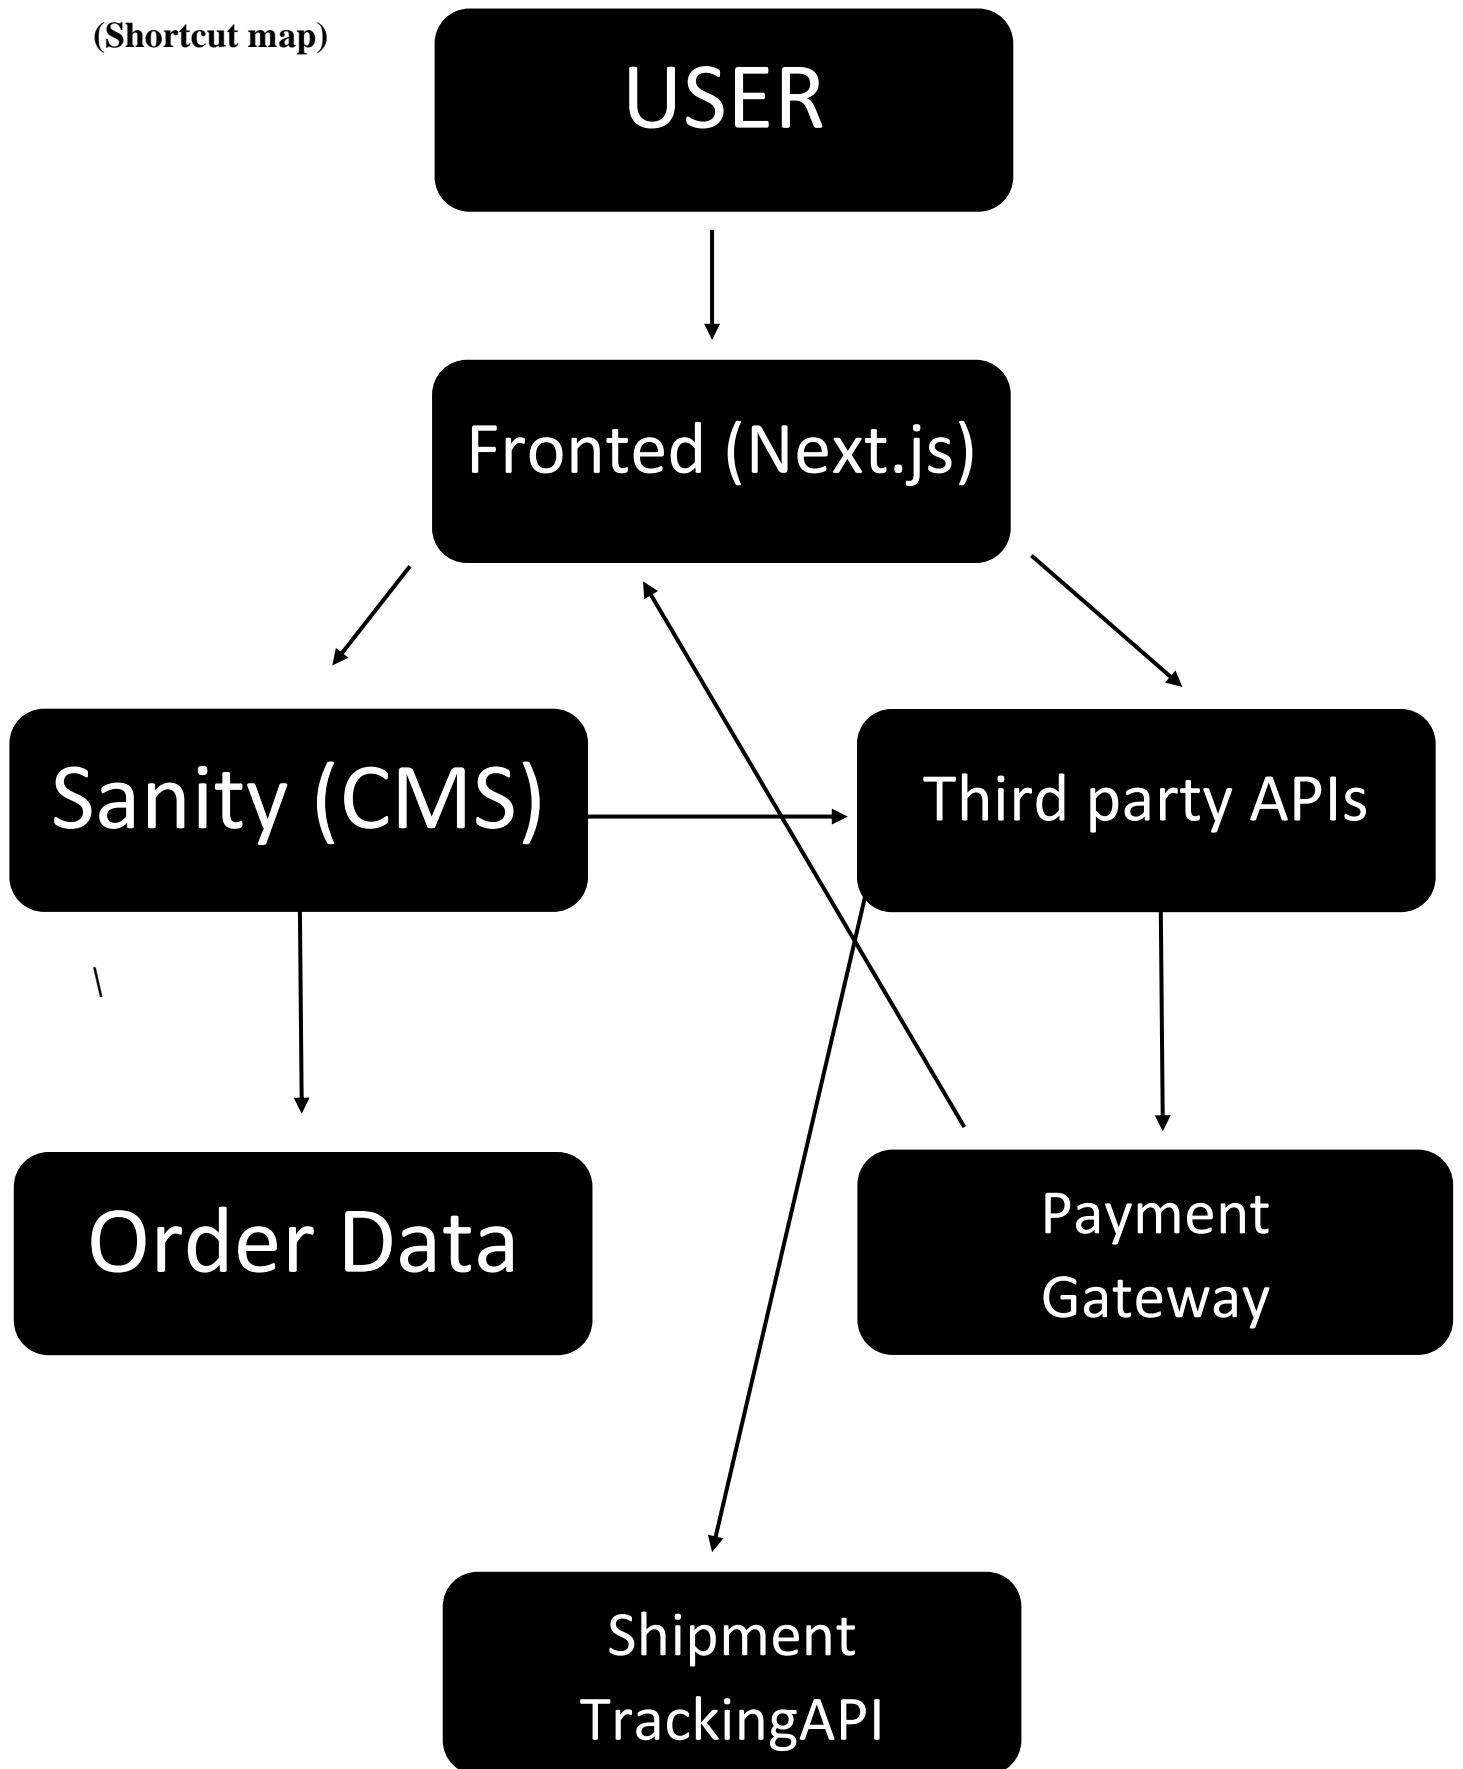 (Shortcut map)
USER
Fronted (Next.js)
Sanity (CMS)
Third party APIs
\
Order Data
Payment
Gateway
Shipment
TrackingAPI